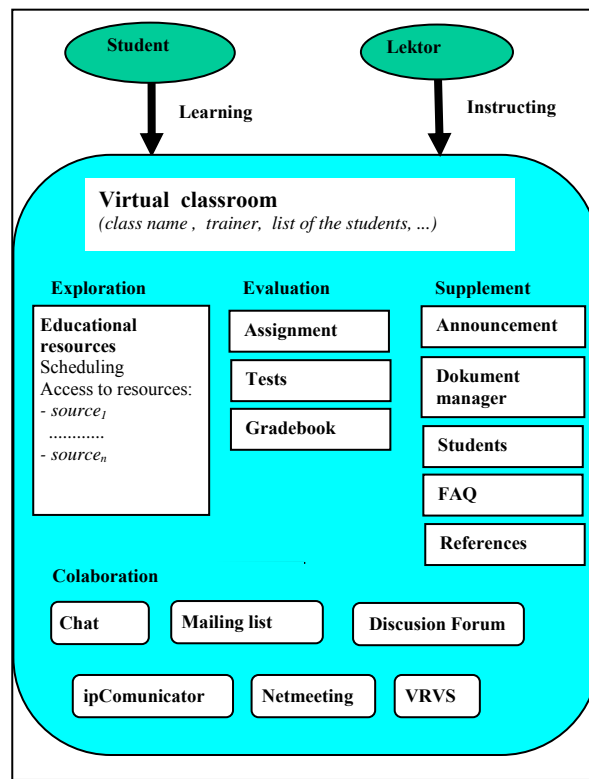 Student
Lektor
Learning
Instructing
Virtual classroom
(class name , trainer, list of the students, ...)
Exploration
Educational
resources
Scheduling
Access to resources:
- source1
............
- sourcen
Evaluation
Assignment
Tests
Gradebook
Supplement
Announcement
Dokument
manager
Students
FAQ
References
Colaboration
Chat
Mailing list
Discusion Forum
ipComunicator
Netmeeting
VRVS